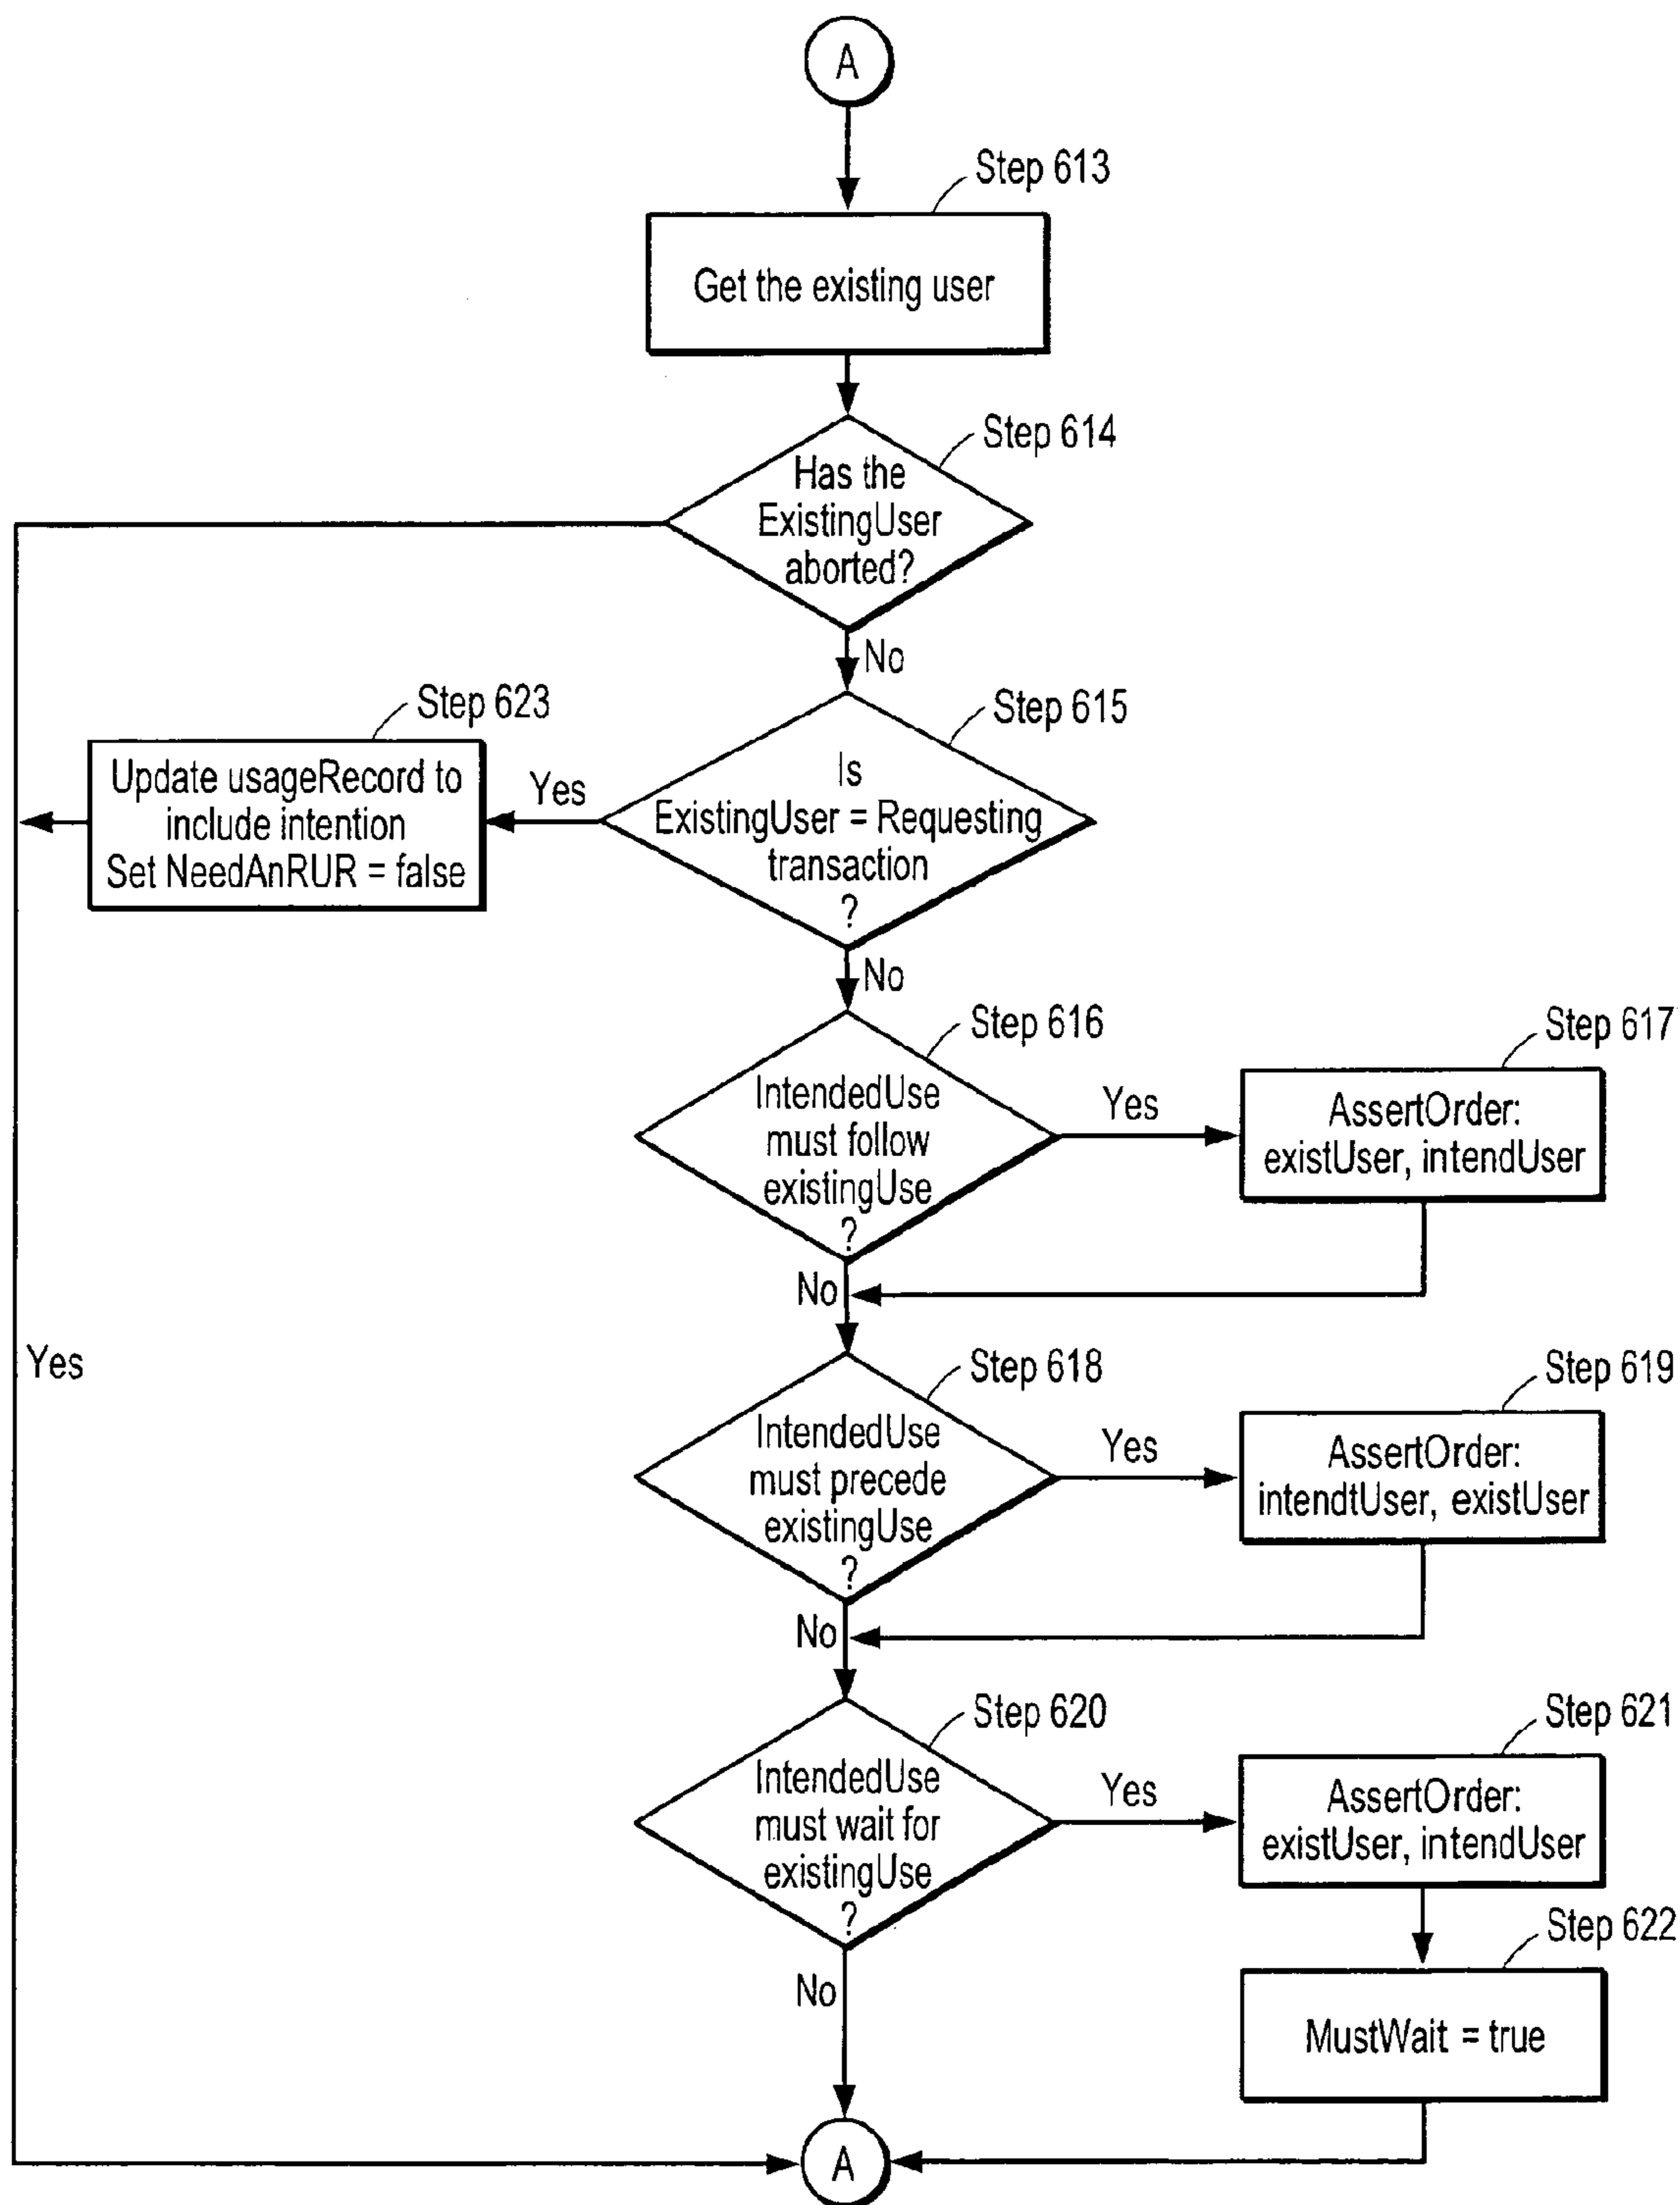 A
Step 613
Get the existing user
Step 614
Has the
ExistingUser
aborted?
No
Step 623
Update usageRecord to
include intention
Set NeedAnRUR = false
Yes
Step 615
Is
ExistingUser = Requesting
transaction
?
No
Step 616
IntendedUse
must follow
existingUse
?
Yes
Step 617
AssertOrder:
existUser, intendUser
No
Yes
Step 618
IntendedUse
must precede
existingUse
?
Yes
Step 619
AssertOrder:
intendtUser, existUser
No
Step 620
IntendedUse
must wait for
existingUse
?
Yes
Step 621
AssertOrder:
existUser, intendUser
Step 622
MustWait = true
No
A